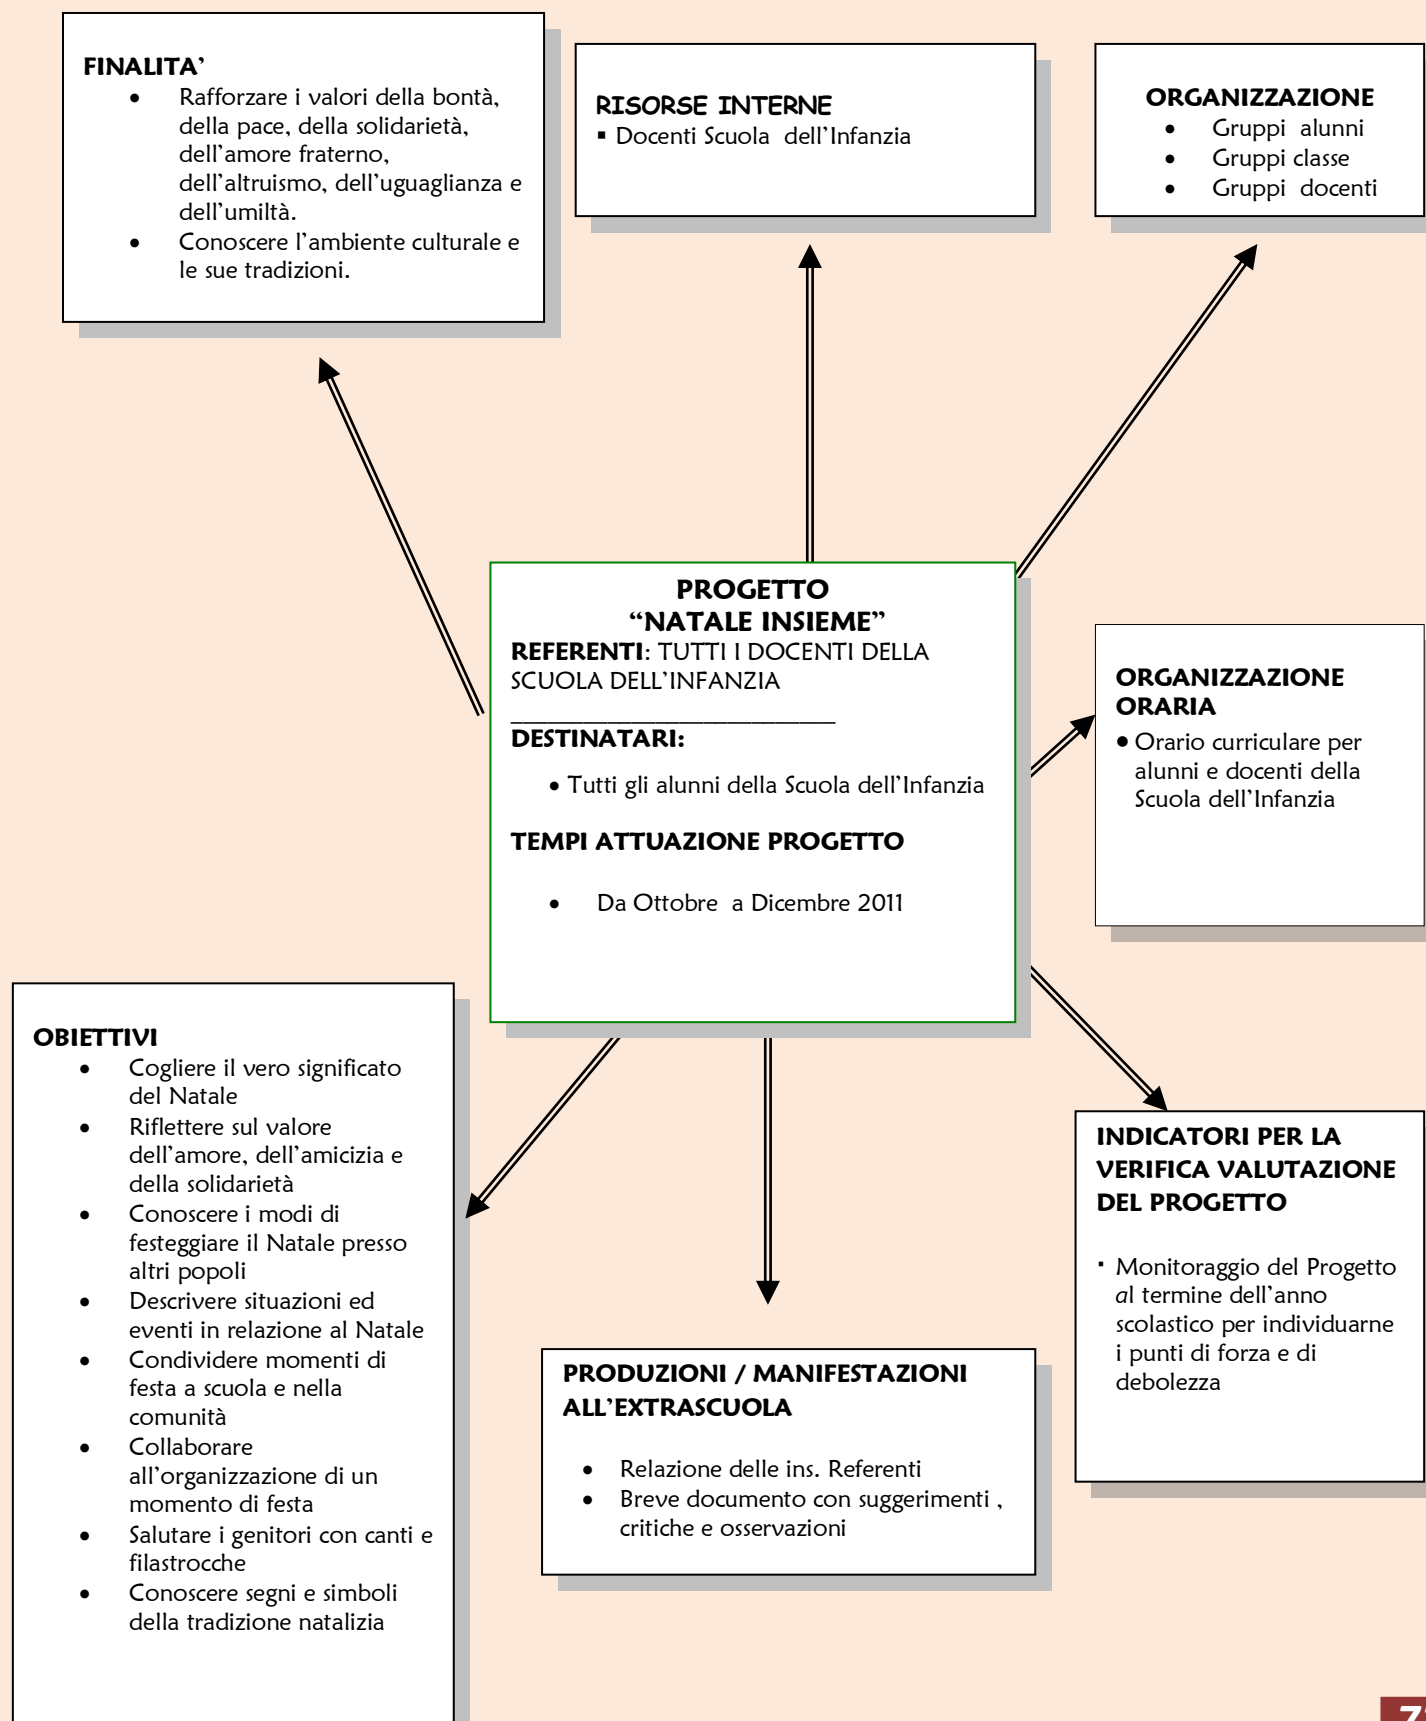 FINALITA’
• Rafforzare i valori della bontà,
della pace, della solidarietà,
dell’amore fraterno,
dell’altruismo, dell’uguaglianza e
dell’umiltà.
• Conoscere l’ambiente culturale e
le sue tradizioni.
RISORSE INTERNE
▪ Docenti Scuola dell’Infanzia
ORGANIZZAZIONE
• Gruppi alunni
• Gruppi classe
• Gruppi docenti
PROGETTO
“NATALE INSIEME”
REFERENTI: TUTTI I DOCENTI DELLA
SCUOLA DELL’INFANZIA
___________________________
DESTINATARI:
• Tutti gli alunni della Scuola dell’Infanzia
TEMPI ATTUAZIONE PROGETTO
• Da Ottobre a Dicembre 2011
ORGANIZZAZIONE
ORARIA
• Orario curriculare per
alunni e docenti della
Scuola dell’Infanzia
OBIETTIVI
• Cogliere il vero significato
del Natale
• Riflettere sul valore
dell’amore, dell’amicizia e
della solidarietà
• Conoscere i modi di
festeggiare il Natale presso
altri popoli
• Descrivere situazioni ed
eventi in relazione al Natale
• Condividere momenti di
festa a scuola e nella
comunità
• Collaborare
all’organizzazione di un
momento di festa
• Salutare i genitori con canti e
filastrocche
• Conoscere segni e simboli
della tradizione natalizia
PRODUZIONI / MANIFESTAZIONI
ALL’EXTRASCUOLA
• Relazione delle ins. Referenti
• Breve documento con suggerimenti ,
critiche e osservazioni
INDICATORI PER LA
VERIFICA VALUTAZIONE
DEL PROGETTO
▪ Monitoraggio del Progetto
al termine dell’anno
scolastico per individuarne
i punti di forza e di
debolezza